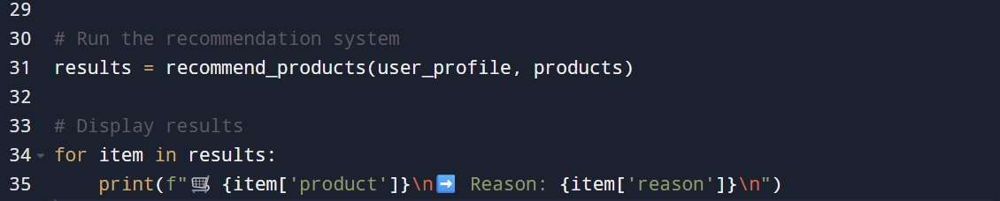 29
30 # Run the recommendation system
31 results = recommend_products(user_profile, products)
32
33 # Display results
34 for item in results:
35     print(f"🛒 {item['product']}\n➡️ Reason: {item['reason']}\n")